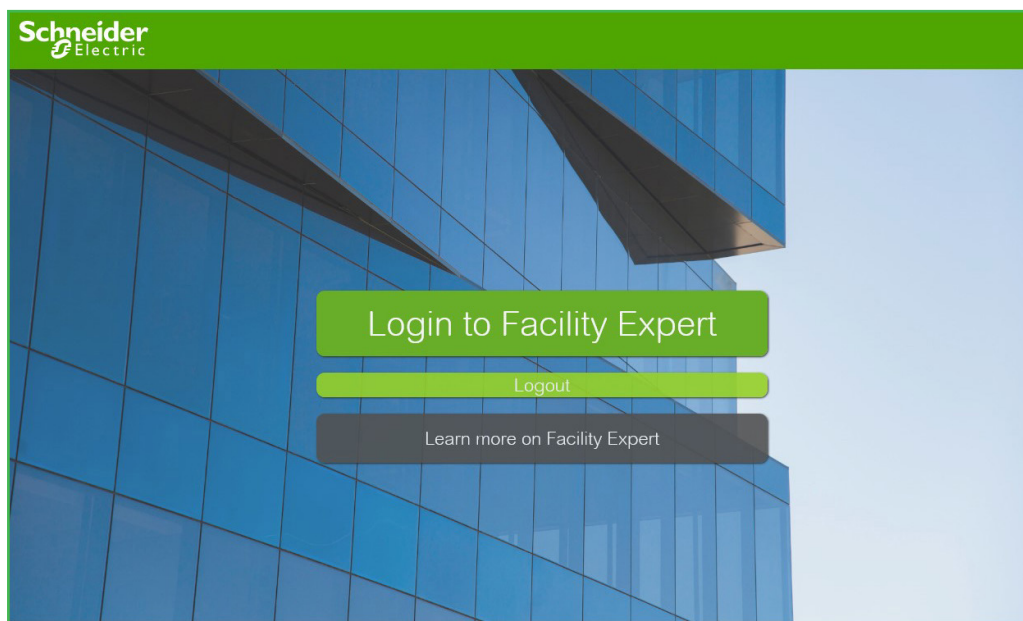 Schneider
Electric
Login to Facility Expert
Logout
Learn more on Facility Expert